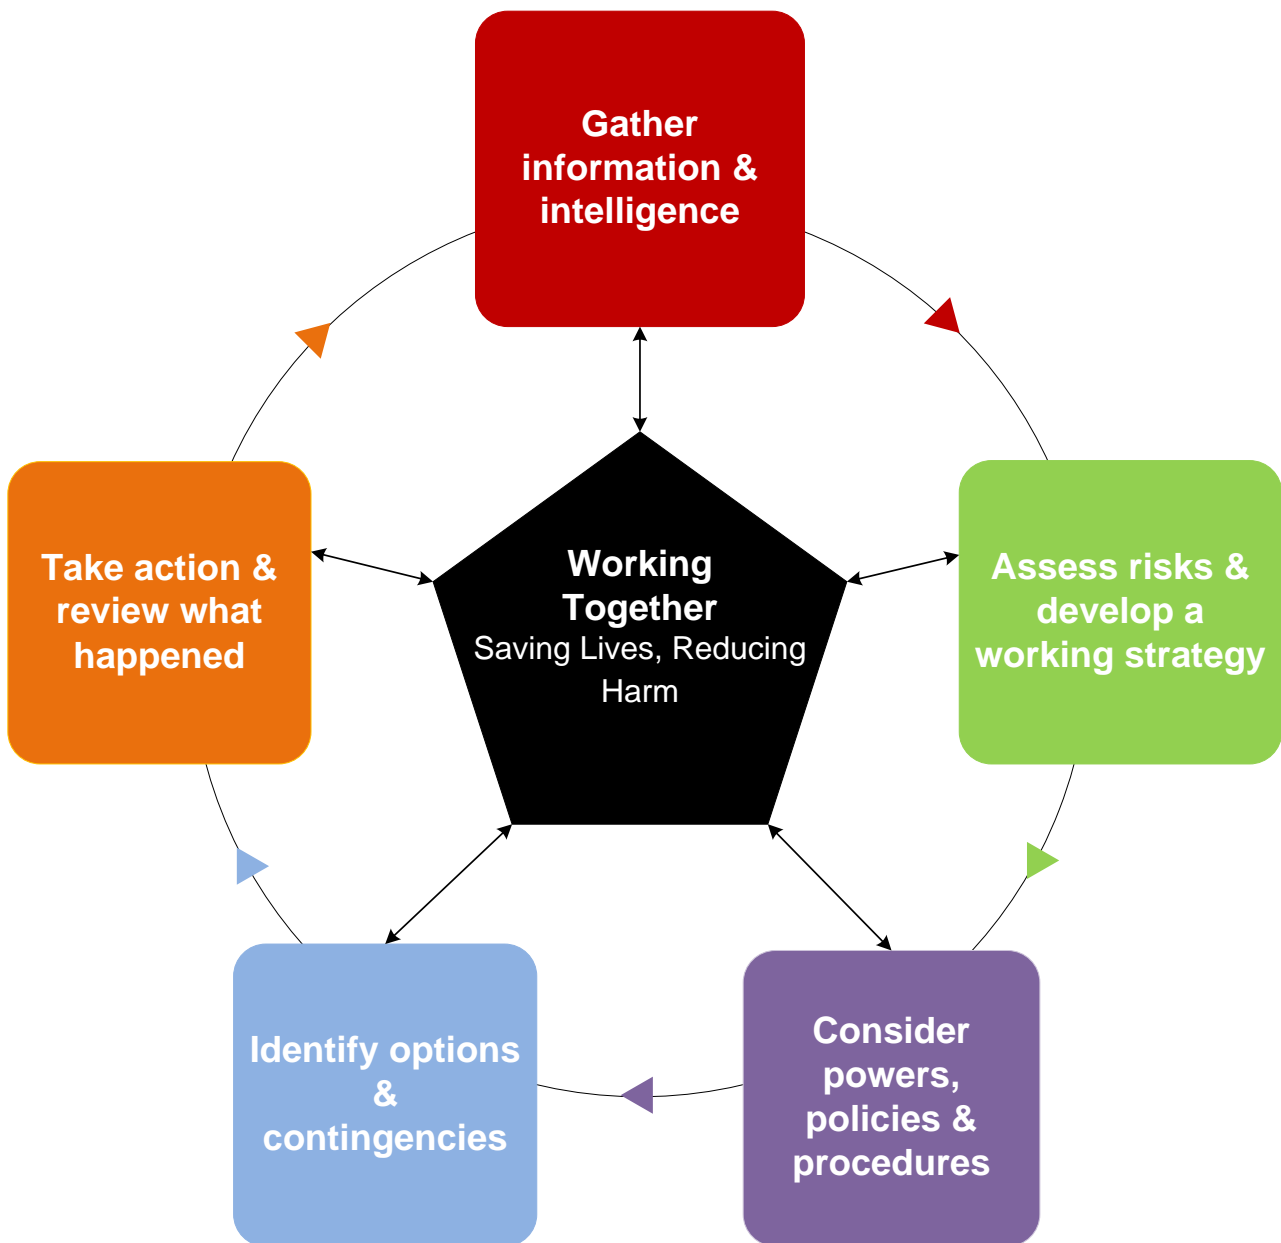 Gather
information &
intelligence
Assess risks &
develop a
working strategy
Consider
powers,
policies &
procedures
Identify options
&
contingencies
Take action &
review what
happened
Working
Together
Saving Lives, Reducing
Harm